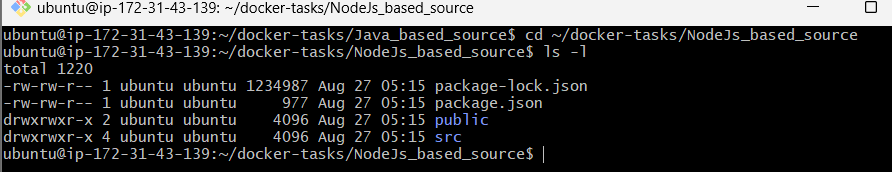 ubuntu@ip-172-31-43-139: ~/docker-tasks/NodeJs_based_source
ubuntu@ip-172-31-43-139:~/docker-tasks/Java_based_source$ cd ~/docker-tasks/NodeJs_based_source
ubuntu@ip-172-31-43-139:~/docker-tasks/NodeJs_based_source$ ls -l
total 1220
-rw-rw-r-- 1 ubuntu ubuntu 1234987 Aug 27 05:15 package-lock.json
-rw-rw-r-- 1 ubuntu ubuntu     977 Aug 27 05:15 package.json
drwxrwxr-x 2 ubuntu ubuntu    4096 Aug 27 05:15 public
drwxrwxr-x 4 ubuntu ubuntu    4096 Aug 27 05:15 src
ubuntu@ip-172-31-43-139:~/docker-tasks/NodeJs_based_source$